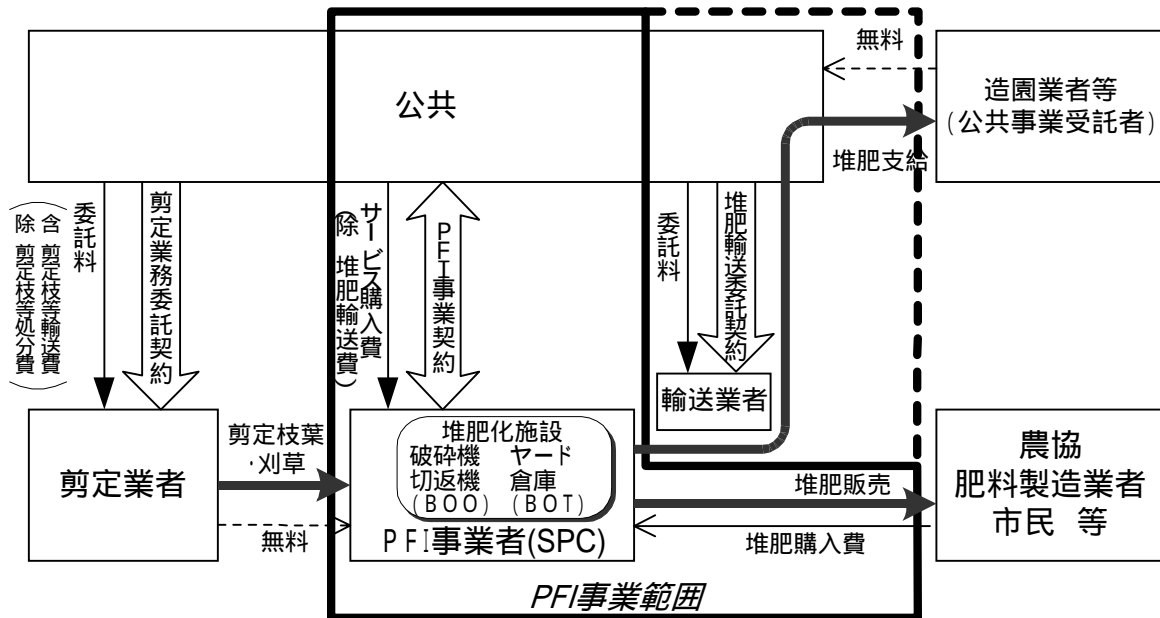 公共
無料
造園業者等
(公共事業受託者)
堆肥支給
委託料
(含 剪定枝等輸送費
除 剪定枝等処分費)
剪定業務委託契約
サービス購入費
(除 堆肥輸送費)
PFI事業契約
委託料
堆肥輸送委託契約
輸送業者
剪定業者
剪定枝葉
・刈草
無料
堆肥化施設
破砕機 ヤード
切返機 倉庫
(BOO) (BOT)
PFI事業者(SPC)
堆肥販売
堆肥購入費
農協
肥料製造業者
市民 等
PFI事業範囲